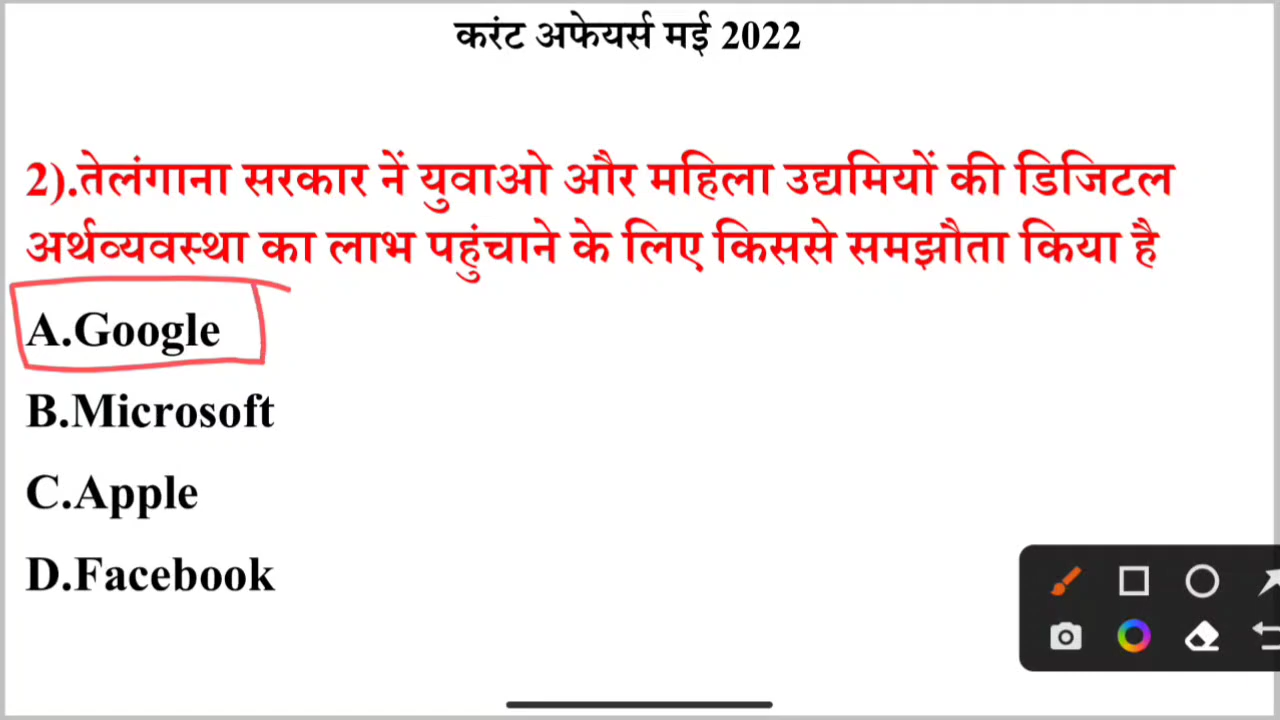 करंट अफेयर्स मई 2022
2).तेलंगाना सरकार नें युवाओ और महिला उद्यमियों की डिजिटल
अर्थव्यवस्था का लाभ पहुंचाने के लिए किससे समझौता किया है
A.Google
B.Microsoft
C.Apple
D.Facebook